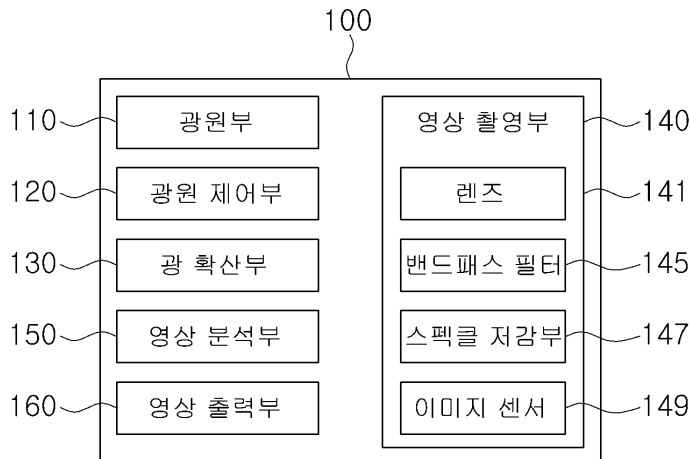 100
110 광원부 영상 촬영부 140
120 광원 제어부 렌즈 141
130 광 확산부 밴드패스 필터 145
150 영상 분석부 스펙클 저감부 147
160 영상 출력부 이미지 센서 149